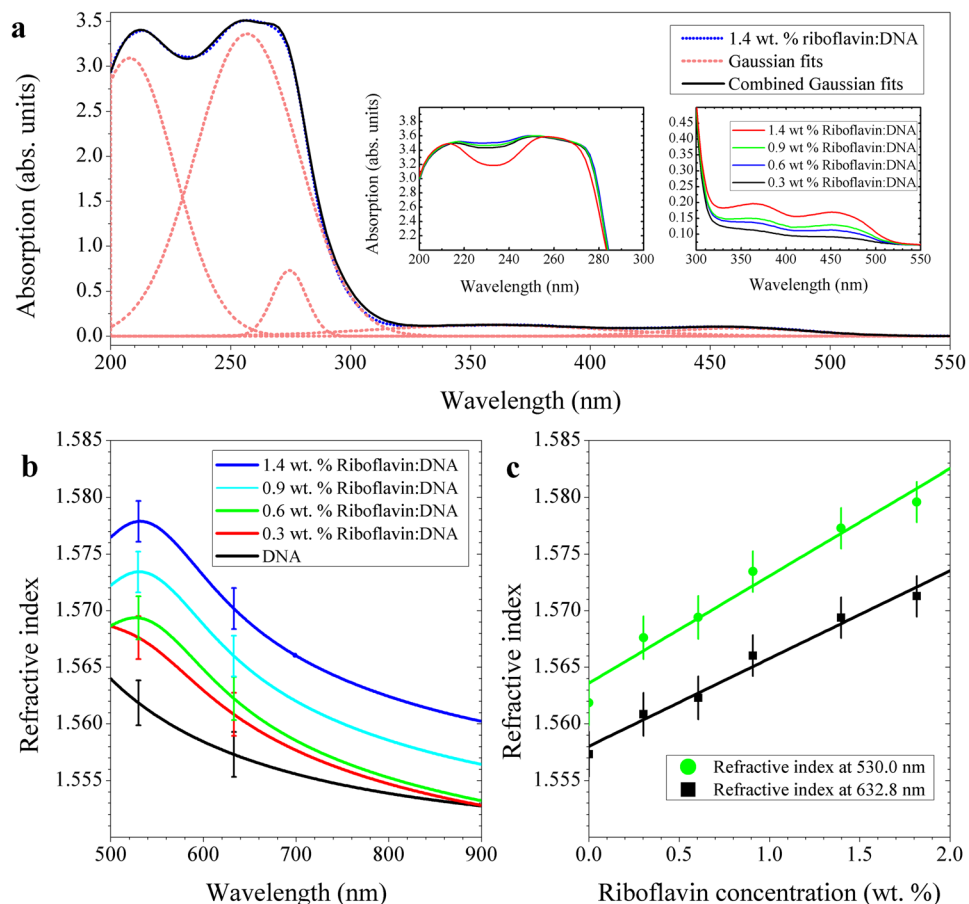 a
3.5
3.0
2.5
2.0
1.5
1.0
0.5
0.0
Absorption (abs. units)
200 250 300 350 400 450 500 550
Wavelength (nm)
1.4 wt. % riboflavin:DNA
Gaussian fits
Combined Gaussian fits
3.8
3.6
3.4
3.2
3.0
2.8
2.6
2.4
2.2
Absorption (abs. units)
200 220 240 260 280 300
Wavelength (nm)
0.45
0.40
0.35
0.30
0.25
0.20
0.15
0.10
1.4 wt % Riboflavin:DNA
0.9 wt % Riboflavin:DNA
0.6 wt % Riboflavin:DNA
0.3 wt % Riboflavin:DNA
300 350 400 450 500 550
Wavelength (nm)
b
1.585
1.580
1.575
1.570
1.565
1.560
1.555
Refractive index
1.4 wt. % Riboflavin:DNA
0.9 wt. % Riboflavin:DNA
0.6 wt. % Riboflavin:DNA
0.3 wt. % Riboflavin:DNA
DNA
500 600 700 800 900
Wavelength (nm)
c
1.585
1.580
1.575
1.570
1.565
1.560
1.555
Refractive index
Refractive index at 530.0 nm
Refractive index at 632.8 nm
0.0 0.5 1.0 1.5 2.0
Riboflavin concentration (wt. %)